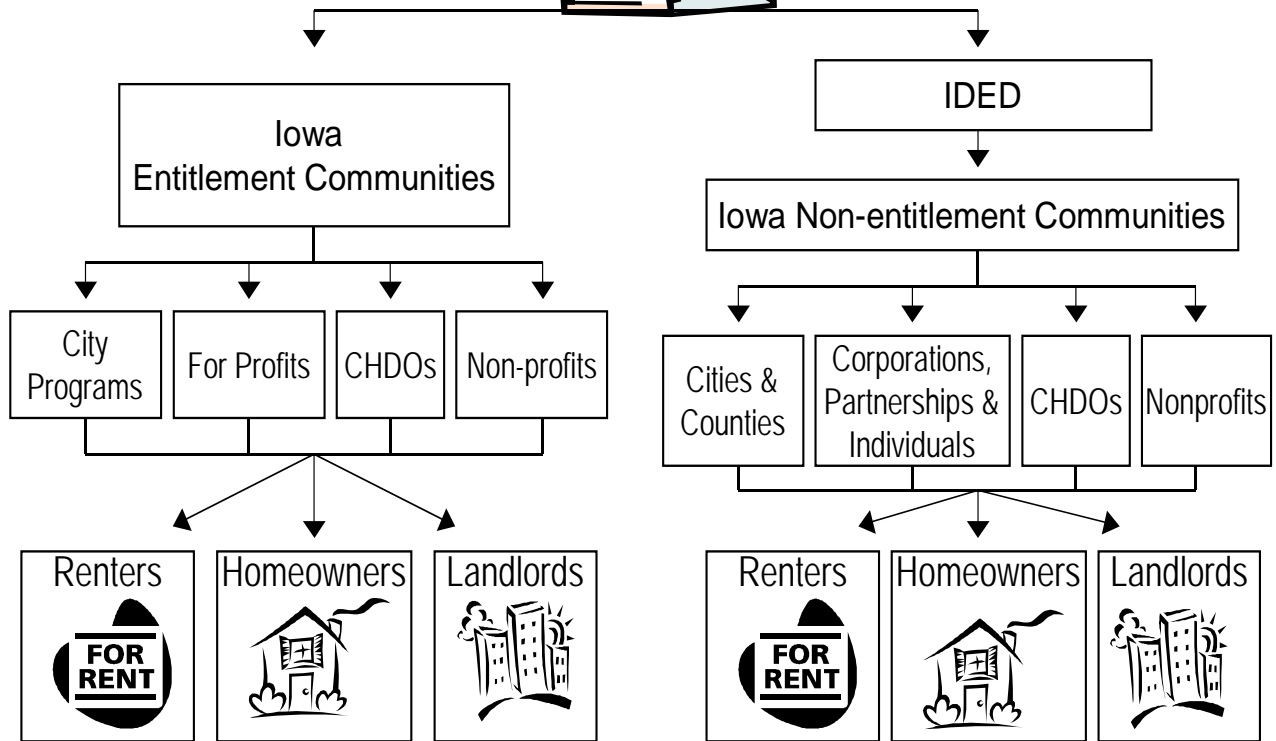 Iowa
Entitlement Communities
IDED
Iowa Non-entitlement Communities
City
Programs
For Profits
CHDOs
Non-profits
Cities &
Counties
Corporations,
Partnerships &
Individuals
CHDOs
Nonprofits
Renters
FOR
RENT
Homeowners
Landlords
Renters
FOR
RENT
Homeowners
Landlords